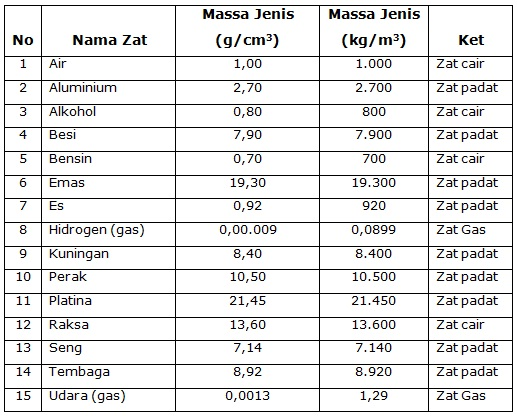 No Nama Zat Massa Jenis (g/cm³) Massa Jenis (kg/m³) Ket
1 Air 1,00 1.000 Zat cair
2 Aluminium 2,70 2.700 Zat padat
3 Alkohol 0,80 800 Zat cair
4 Besi 7,90 7.900 Zat padat
5 Bensin 0,70 700 Zat cair
6 Emas 19,30 19.300 Zat padat
7 Es 0,92 920 Zat padat
8 Hidrogen (gas) 0,00.009 0,0899 Zat Gas
9 Kuningan 8,40 8.400 Zat padat
10 Perak 10,50 10.500 Zat padat
11 Platina 21,45 21.450 Zat padat
12 Raksa 13,60 13.600 Zat cair
13 Seng 7,14 7.140 Zat padat
14 Tembaga 8,92 8.920 Zat padat
15 Udara (gas) 0,0013 1,29 Zat Gas